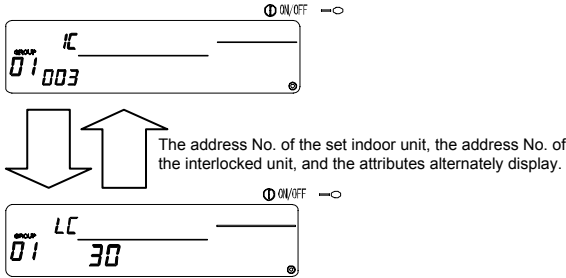 ON/OFF
IC
GROUP
01 003
The address No. of the set indoor unit, the address No. of
the interlocked unit, and the attributes alternately display.
ON/OFF
LC
GROUP
01 30